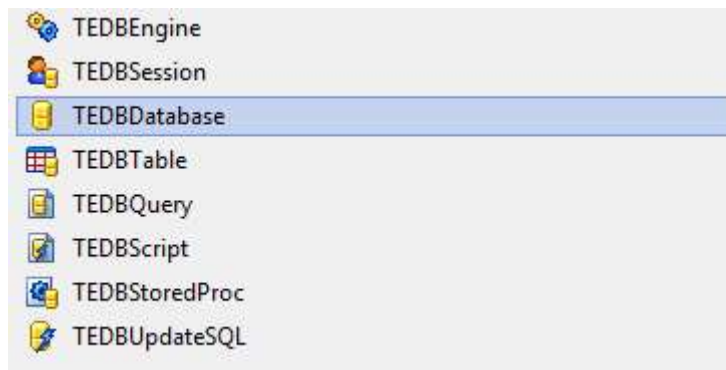 TEDBEngine
TEDBSession
TEDBDatabase
TEDBTable
TEDBQuery
TEDBScript
TEDBStoredProc
TEDBUpdateSQL